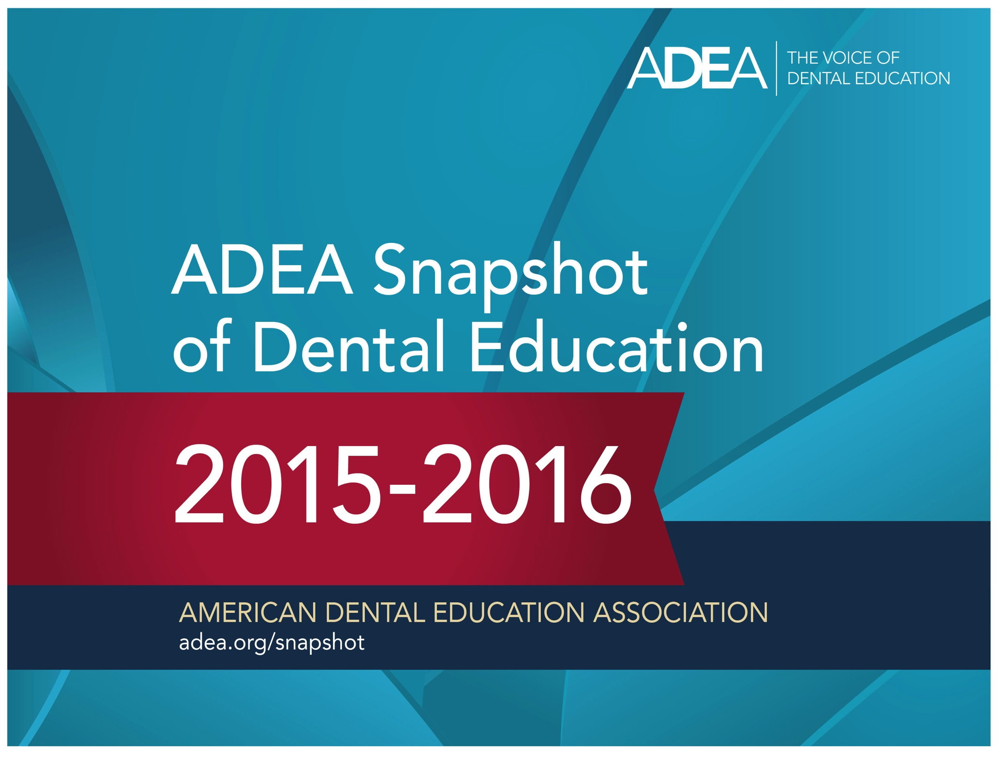 ADEA
THE VOICE OF
DENTAL EDUCATION
ADEA Snapshot
of Dental Education
2015-2016
AMERICAN DENTAL EDUCATION ASSOCIATION
adea.org/snapshot